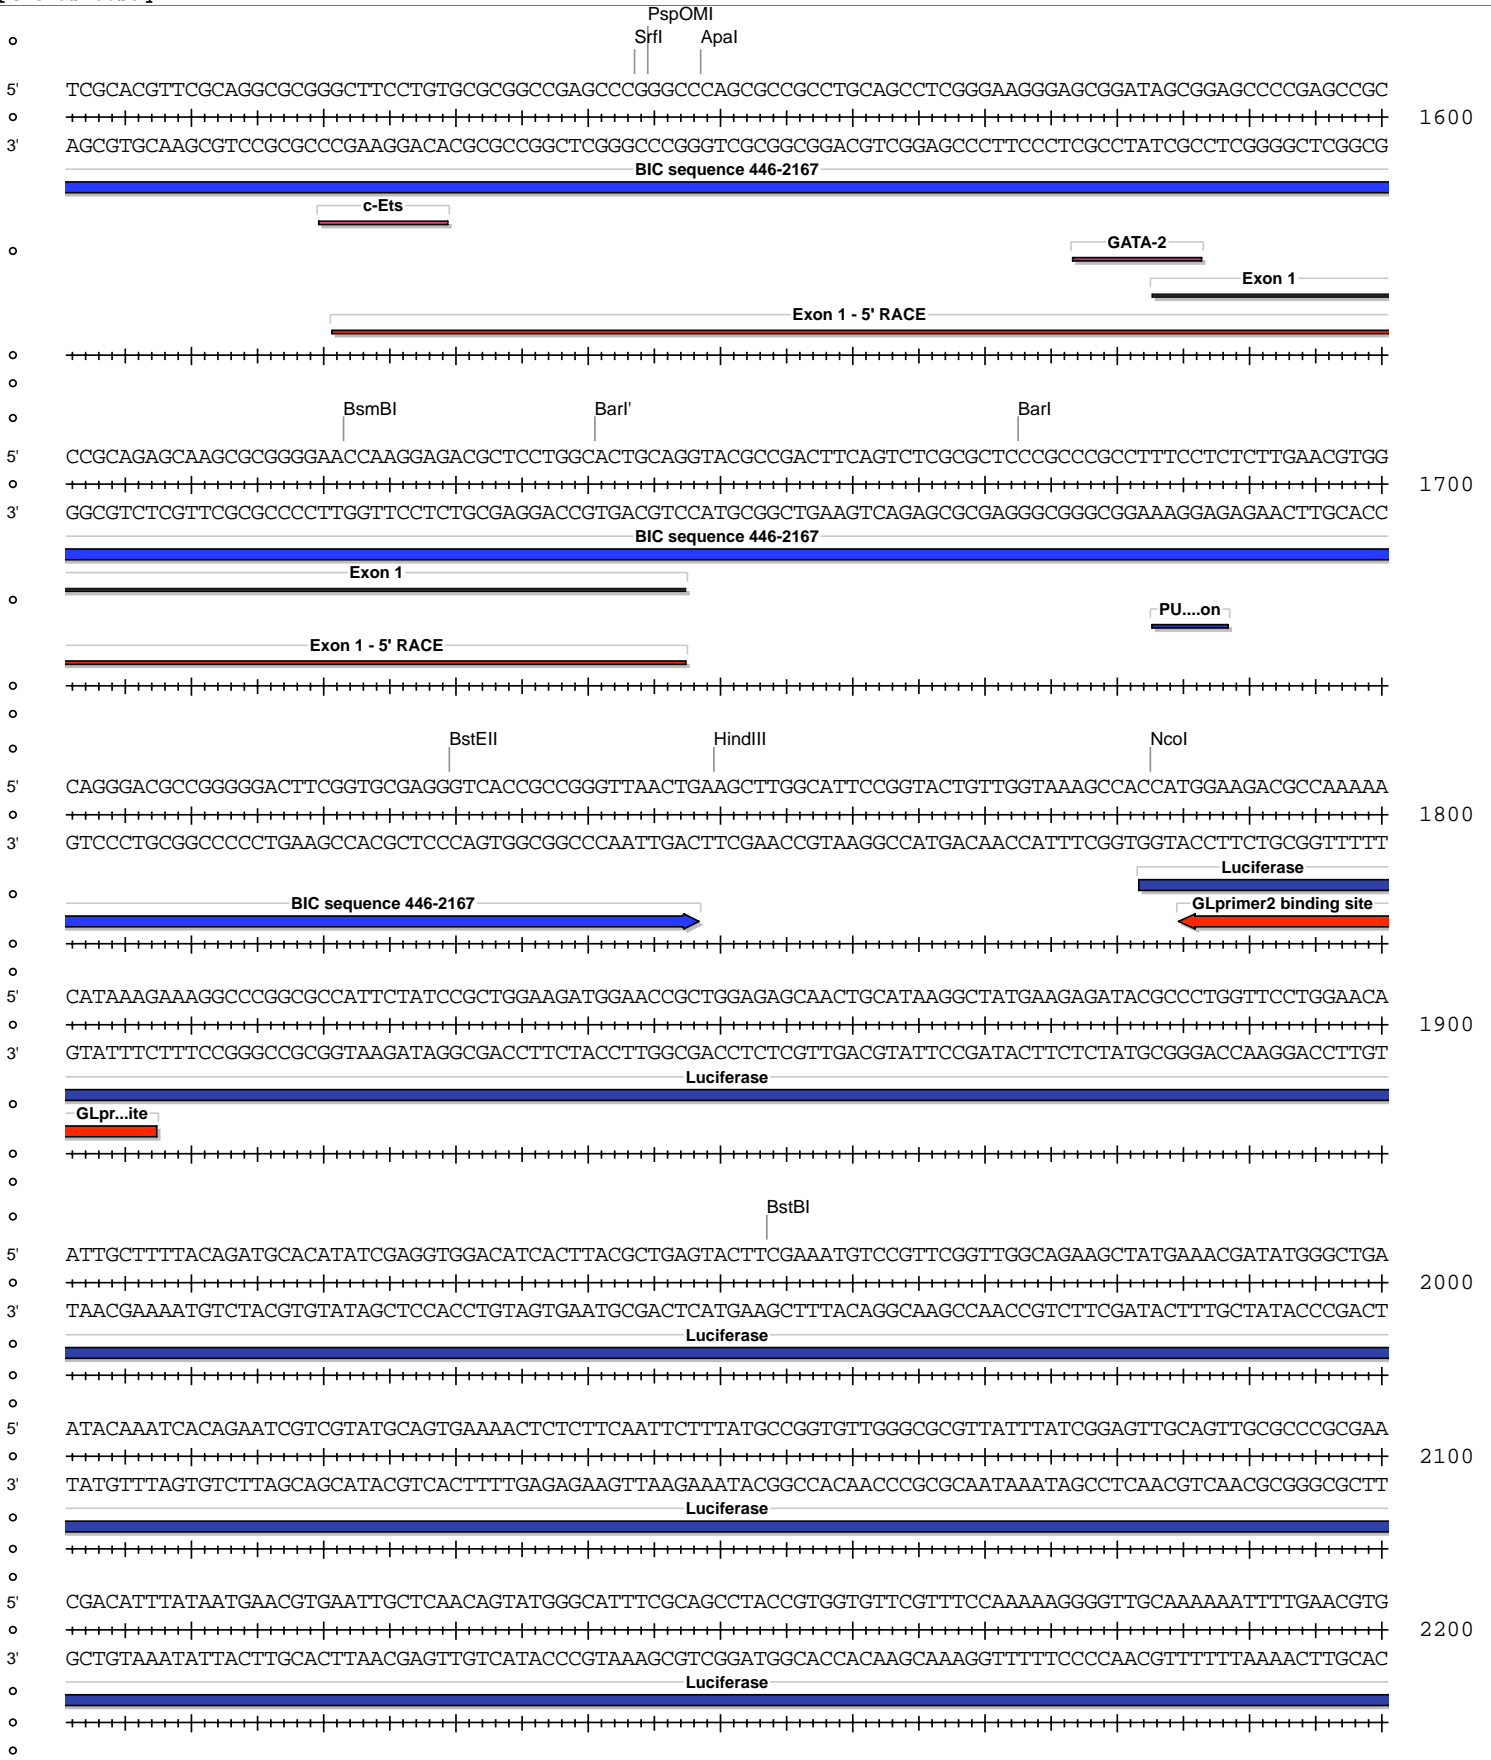 PspOMI
SrfI ApaI
5' TCGCACGTTCGCAGGCGCGGGCTTCCTGTGCGCGGCCGAGCCCGGGCCCAGCGCCGCCTGCAGCCTCGGGAAGGGAGCGGATAGCGGAGCCCCGAGCCGC
1600
3' AGCGTGCAAGCGTCCGCGCCCGAAGGACACGCGCCGGCTCGGGCCCGGGTCGCGGCGGACGTCGGAGCCCTTCCCTCGCCTATCGCCTCGGGGCTCGGCG
BIC sequence 446-2167
c-Ets
GATA-2
Exon 1
Exon 1 - 5' RACE
BsmBI BarI' BarI
5' CCGCAGAGCAAGCGCGGGGAACCAAGGAGACGCTCCTGGCACTGCAGGTACGCCGACTTCAGTCTCGCGCTCCCGCCCGCCTTTCCTCTCTTGAACGTGG
1700
3' GGCGTCTCGTTCGCGCCCCTTGGTTCCTCTGCGAGGACCGTGACGTCCATGCGGCTGAAGTCAGAGCGCGAGGGCGGGCGGAAAGGAGAGAACTTGCACC
BIC sequence 446-2167
Exon 1
PU....on
Exon 1 - 5' RACE
BstEII HindIII NcoI
5' CAGGGACGCCGGGGGACTTCGGTGCGAGGGTCACCGCCGGGTTAACTGAAGCTTGGCATTCCGGTACTGTTGGTAAAGCCACCATGGAAGACGCCAAAAA
1800
3' GTCCCTGCGGCCCCCTGAAGCCACGCTCCCAGTGGCGGCCCAATTGACTTCGAACCGTAAGGCCATGACAACCATTTCGGTGGTACCTTCTGCGGTTTTT
Luciferase
BIC sequence 446-2167 GLprimer2 binding site
5' CATAAAGAAAGGCCCGGCGCCATTCTATCCGCTGGAAGATGGAACCGCTGGAGAGCAACTGCATAAGGCTATGAAGAGATACGCCCTGGTTCCTGGAACA
1900
3' GTATTTCTTTCCGGGCCGCGGTAAGATAGGCGACCTTCTACCTTGGCGACCTCTCGTTGACGTATTCCGATACTTCTCTATGCGGGACCAAGGACCTTGT
Luciferase
GLpr...ite
BstBI
5' ATTGCTTTTACAGATGCACATATCGAGGTGGACATCACTTACGCTGAGTACTTCGAAATGTCCGTTCGGTTGGCAGAAGCTATGAAACGATATGGGCTGA
2000
3' TAACGAAAATGTCTACGTGTATAGCTCCACCTGTAGTGAATGCGACTCATGAAGCTTTACAGGCAAGCCAACCGTCTTCGATACTTTGCTATACCCGACT
Luciferase
5' ATACAAATCACAGAATCGTCGTATGCAGTGAAAACTCTCTTCAATTCTTTATGCCGGTGTTGGGCGCGTTATTTATCGGAGTTGCAGTTGCGCCCGCGAA
2100
3' TATGTTTAGTGTCTTAGCAGCATACGTCACTTTTGAGAGAAGTTAAGAAATACGGCCACAACCCGCGCAATAAATAGCCTCAACGTCAACGCGGGCGCTT
Luciferase
5' CGACATTTATAATGAACGTGAATTGCTCAACAGTATGGGCATTTCGCAGCCTACCGTGGTGTTCGTTTCCAAAAAGGGGTTGCAAAAAATTTTGAACGTG
2200
3' GCTGTAAATATTACTTGCACTTAACGAGTTGTCATACCCGTAAAGCGTCGGATGGCACCACAAGCAAAGGTTTTTCCCCAACGTTTTTTAAAACTTGCAC
Luciferase